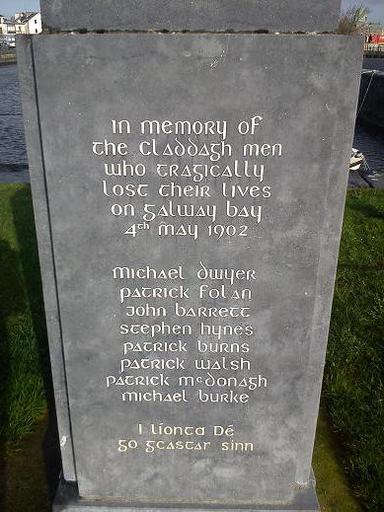 In memory of
the Claddagh men
who tragically
lost their lives
on Galway bay
4th May 1902
Michael Dwyer
Patrick Folan
John Barrett
Stephen Hynes
Patrick Burns
Patrick Walsh
Patrick McDonagh
Michael Burke
I Líonta Dé
go gcastar sinn